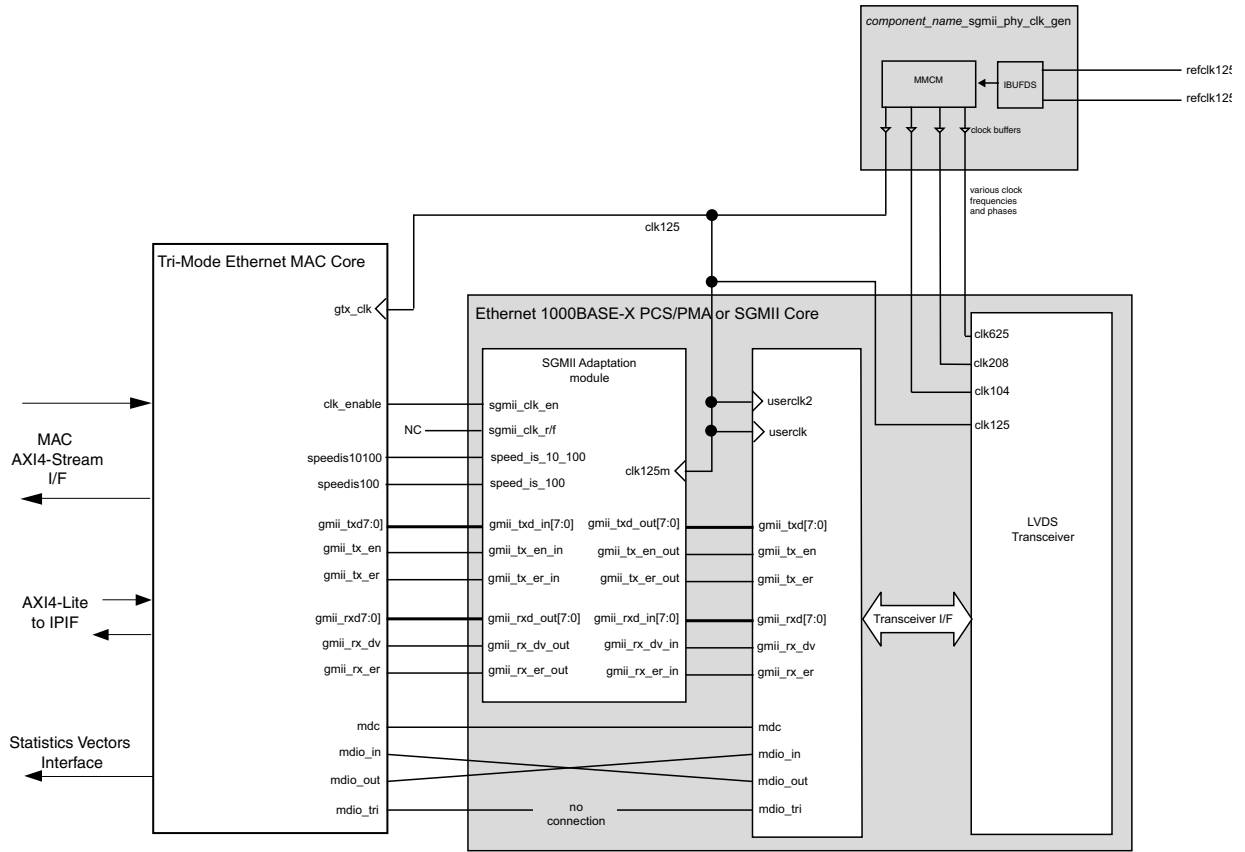 component_name_sgmii_phy_clk_gen
MMCM
IBUFDS
refclk125
refclk125
clock buffers
various clock
frequencies
and phases
clk125
Tri-Mode Ethernet MAC Core
gtx_clk
clk_enable
speedis10100
speedis100
gmii_txd7:0]
gmii_tx_en
gmii_tx_er
gmii_rxd7:0]
gmii_rx_dv
gmii_rx_er
mdc
mdio_in
mdio_out
mdio_tri
MAC
AXI4-Stream
I/F
AXI4-Lite
to IPIF
Statistics Vectors
Interface
Ethernet 1000BASE-X PCS/PMA or SGMII Core
SGMII Adaptation
module
sgmii_clk_en
NC
sgmii_clk_r/f
speed_is_10_100
speed_is_100
clk125m
gmii_txd_in[7:0]
gmii_txd_out[7:0]
gmii_tx_en_in
gmii_tx_en_out
gmii_tx_er_in
gmii_tx_er_out
gmii_rxd_out[7:0]
gmii_rxd_in[7:0]
gmii_rx_dv_out
gmii_rx_dv_in
gmii_rx_er_out
gmii_rx_er_in
userclk2
userclk
gmii_txd[7:0]
gmii_tx_en
gmii_tx_er
gmii_rxd[7:0]
gmii_rx_dv
gmii_rx_er
mdc
mdio_in
mdio_out
mdio_tri
no
connection
Transceiver I/F
clk625
clk208
clk104
clk125
LVDS
Transceiver